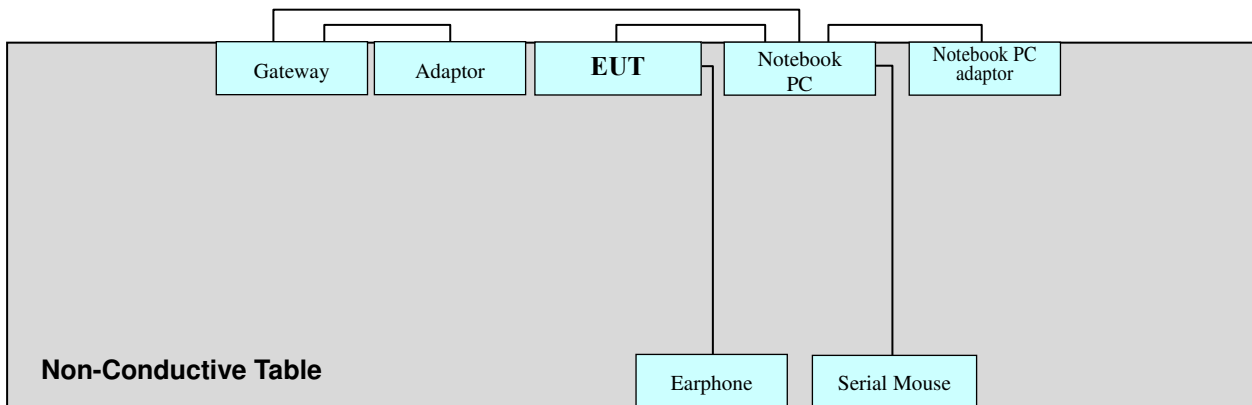 Gateway
Adaptor
EUT
Notebook
PC
Notebook PC
adaptor
Non-Conductive Table
Earphone
Serial Mouse